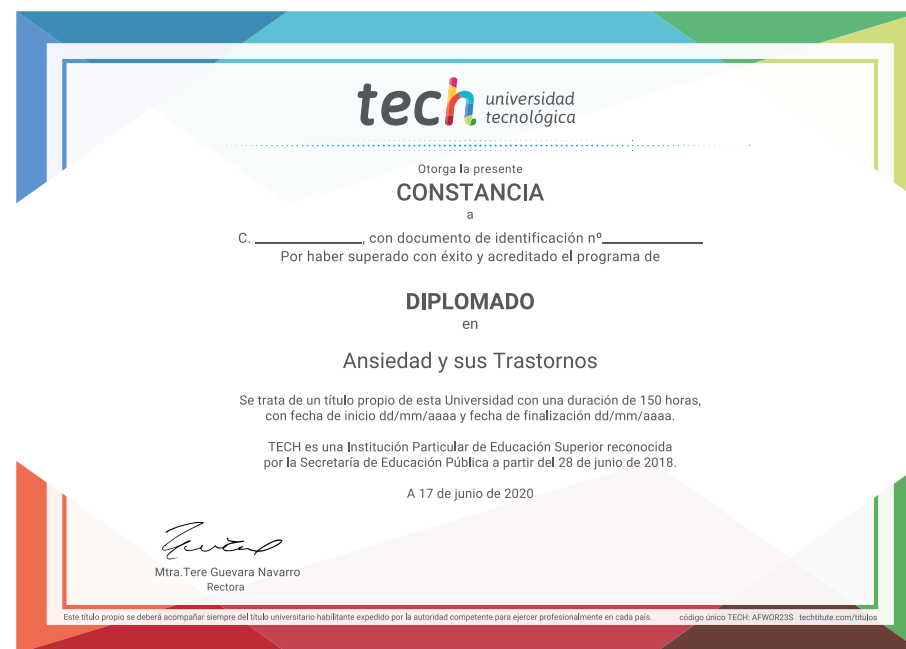 tech universidad
tecnológica
Otorga la presente
CONSTANCIA
a
C. ____________, con documento de identificación nº____________
Por haber superado con éxito y acreditado el programa de
DIPLOMADO
en
Ansiedad y sus Trastornos
Se trata de un título propio de esta Universidad con una duración de 150 horas,
con fecha de inicio dd/mm/aaaa y fecha de finalización dd/mm/aaaa.
TECH es una Institución Particular de Educación Superior reconocida
por la Secretaría de Educación Pública a partir del 28 de junio de 2018.
A 17 de junio de 2020
Mtra.Tere Guevara Navarro
Rectora
Este título propio se deberá acompañar siempre del título universitario habilitante expedido por la autoridad competente para ejercer profesionalmente en cada país. código único TECH: AFWOR23S techtitute.com/titulos